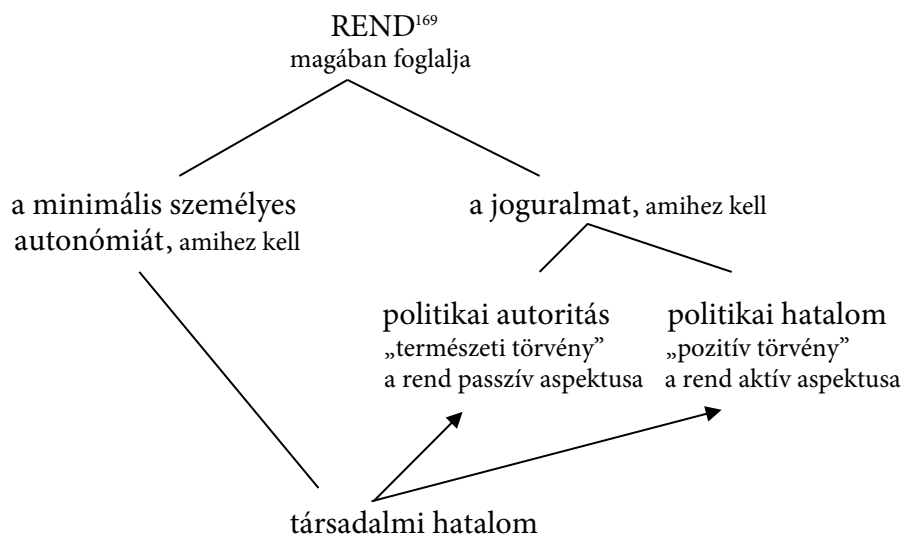 REND¹⁶⁹
magában foglalja
a minimális személyes
autonómiát, amihez kell
a joguralmat, amihez kell
politikai autoritás
„természeti törvény”
a rend passzív aspektusa
politikai hatalom
„pozitív törvény”
a rend aktív aspektusa
társadalmi hatalom